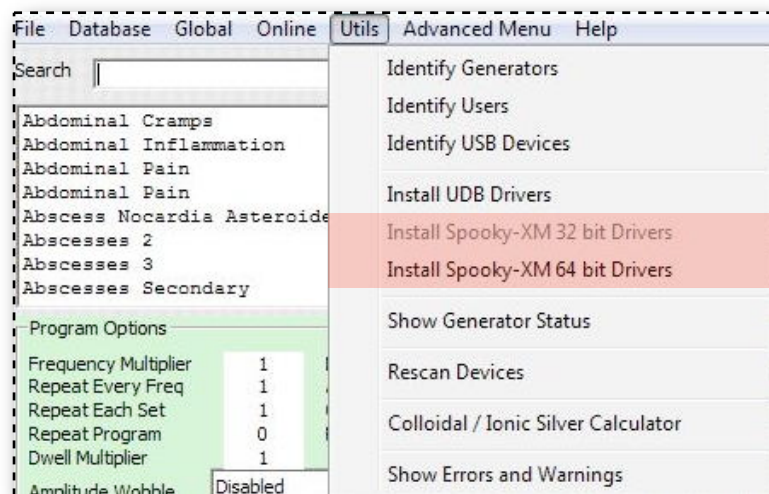 File Database Global Online Utils Advanced Menu Help
Search
Abdominal Cramps
Abdominal Inflammation
Abdominal Pain
Abdominal Pain
Abscess Nocardia Asteroide
Abscesses 2
Abscesses 3
Abscesses Secondary
Program Options
Frequency Multiplier 1
Repeat Every Freq 1
Repeat Each Set 1
Repeat Program 0
Dwell Multiplier 1
Amplitude Wobble Disabled
Identify Generators
Identify Users
Identify USB Devices
Install UDB Drivers
Install Spooky-XM 32 bit Drivers
Install Spooky-XM 64 bit Drivers
Show Generator Status
Rescan Devices
Colloidal / Ionic Silver Calculator
Show Errors and Warnings